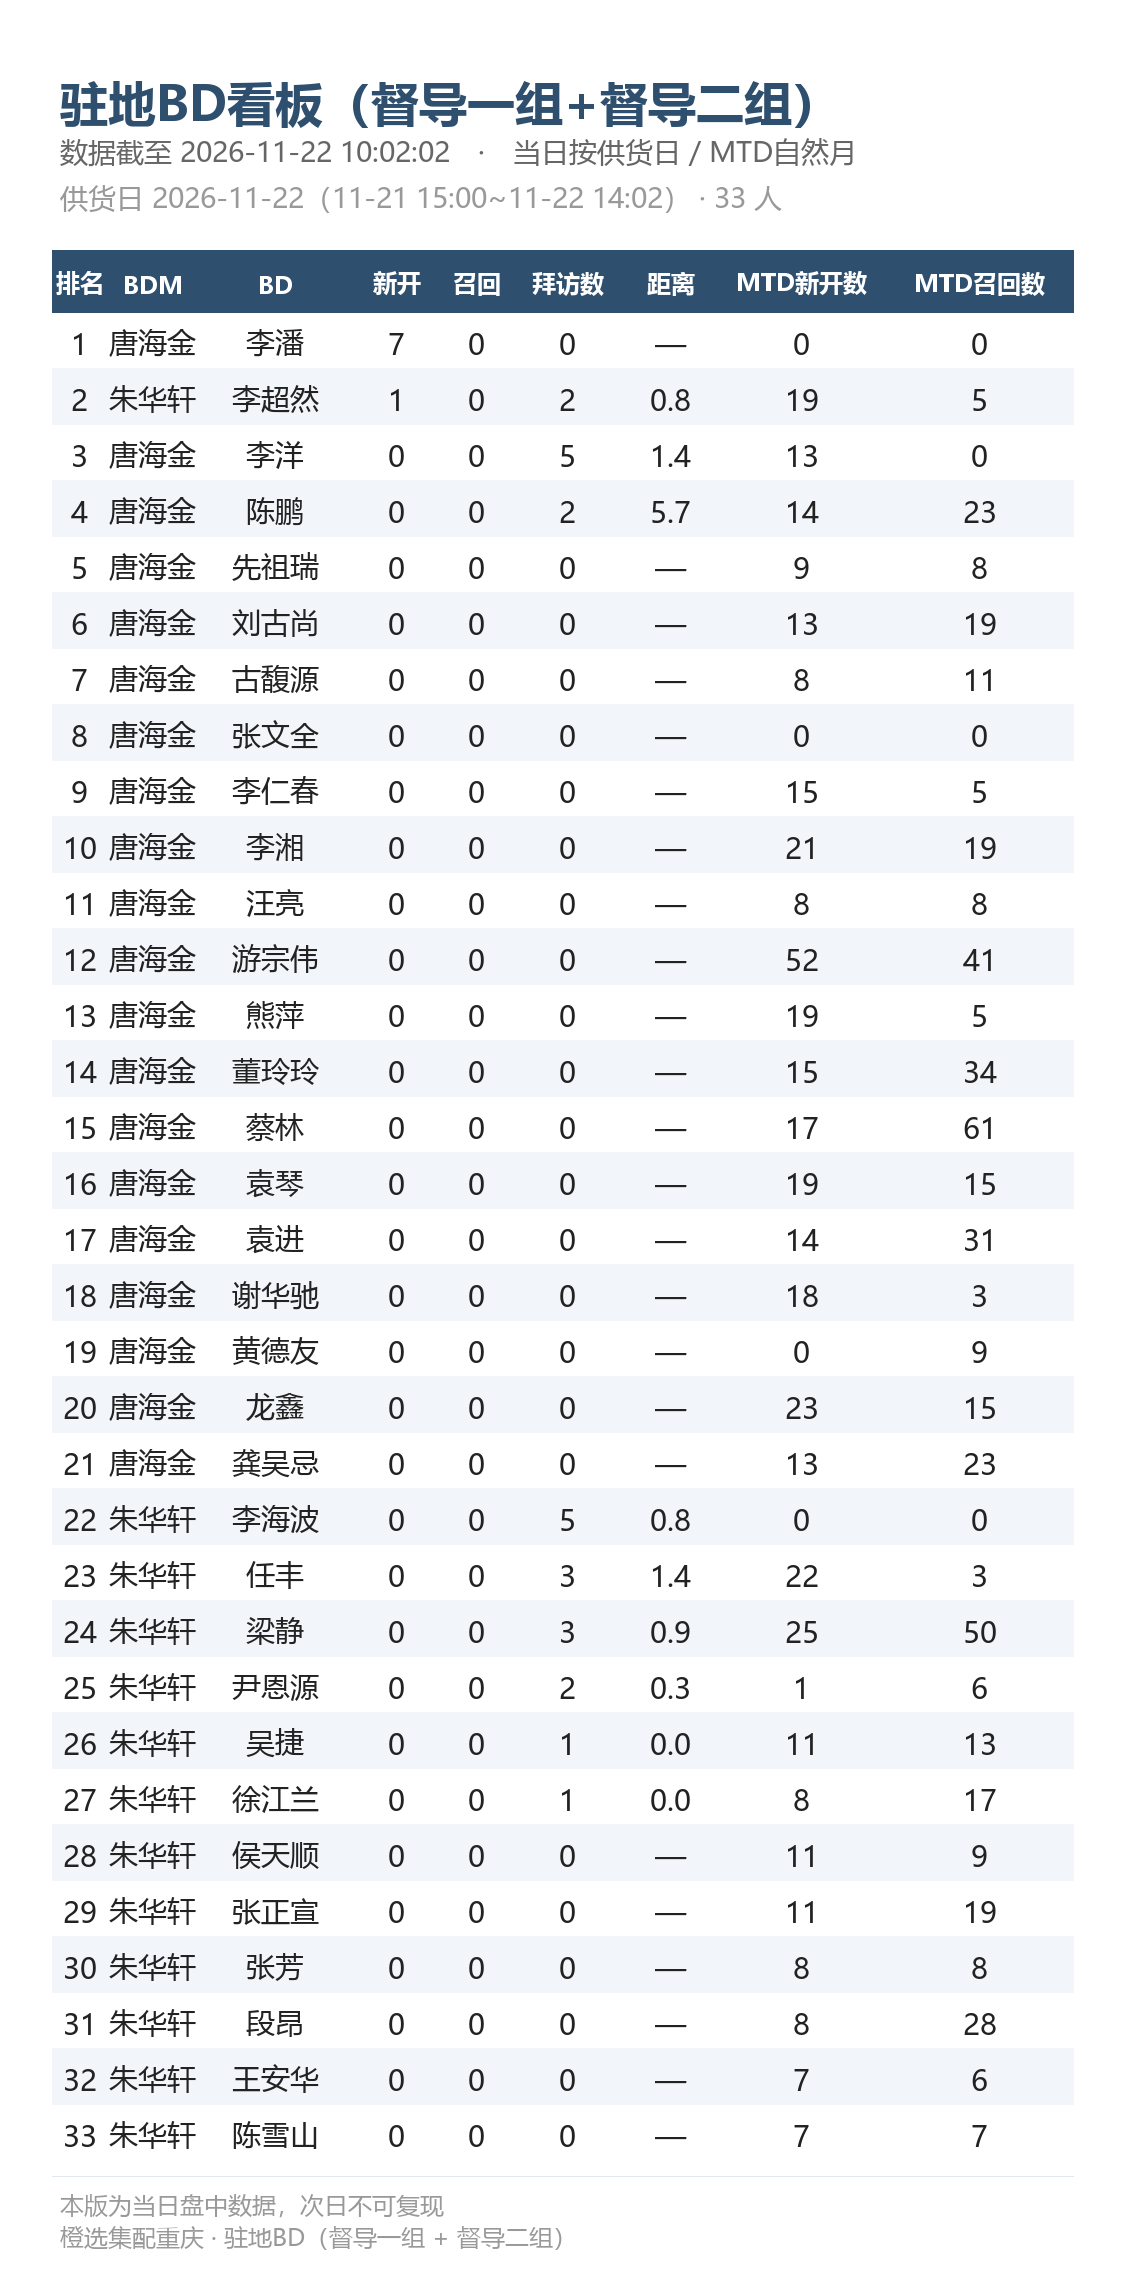 驻地BD看板（督导一组+督导二组）
数据截至 2026-11-22 10:02:02 · 当日按供货日 / MTD自然月
供货日 2026-11-22（11-21 15:00~11-22 14:02） · 33 人
排名 BDM BD 新开 召回 拜访数 距离 MTD新开数 MTD召回数
1 唐海金 李潘 7 0 0 — 0 0
2 朱华轩 李超然 1 0 2 0.8 19 5
3 唐海金 李洋 0 0 5 1.4 13 0
4 唐海金 陈鹏 0 0 2 5.7 14 23
5 唐海金 先祖瑞 0 0 0 — 9 8
6 唐海金 刘古尚 0 0 0 — 13 19
7 唐海金 古馥源 0 0 0 — 8 11
8 唐海金 张文全 0 0 0 — 0 0
9 唐海金 李仁春 0 0 0 — 15 5
10 唐海金 李湘 0 0 0 — 21 19
11 唐海金 汪亮 0 0 0 — 8 8
12 唐海金 游宗伟 0 0 0 — 52 41
13 唐海金 熊萍 0 0 0 — 19 5
14 唐海金 董玲玲 0 0 0 — 15 34
15 唐海金 蔡林 0 0 0 — 17 61
16 唐海金 袁琴 0 0 0 — 19 15
17 唐海金 袁进 0 0 0 — 14 31
18 唐海金 谢华驰 0 0 0 — 18 3
19 唐海金 黄德友 0 0 0 — 0 9
20 唐海金 龙鑫 0 0 0 — 23 15
21 唐海金 龚吴忌 0 0 0 — 13 23
22 朱华轩 李海波 0 0 5 0.8 0 0
23 朱华轩 任丰 0 0 3 1.4 22 3
24 朱华轩 梁静 0 0 3 0.9 25 50
25 朱华轩 尹恩源 0 0 2 0.3 1 6
26 朱华轩 吴捷 0 0 1 0.0 11 13
27 朱华轩 徐江兰 0 0 1 0.0 8 17
28 朱华轩 侯天顺 0 0 0 — 11 9
29 朱华轩 张正宣 0 0 0 — 11 19
30 朱华轩 张芳 0 0 0 — 8 8
31 朱华轩 段昂 0 0 0 — 8 28
32 朱华轩 王安华 0 0 0 — 7 6
33 朱华轩 陈雪山 0 0 0 — 7 7
本版为当日盘中数据，次日不可复现
橙选集配重庆 · 驻地BD（督导一组 + 督导二组）